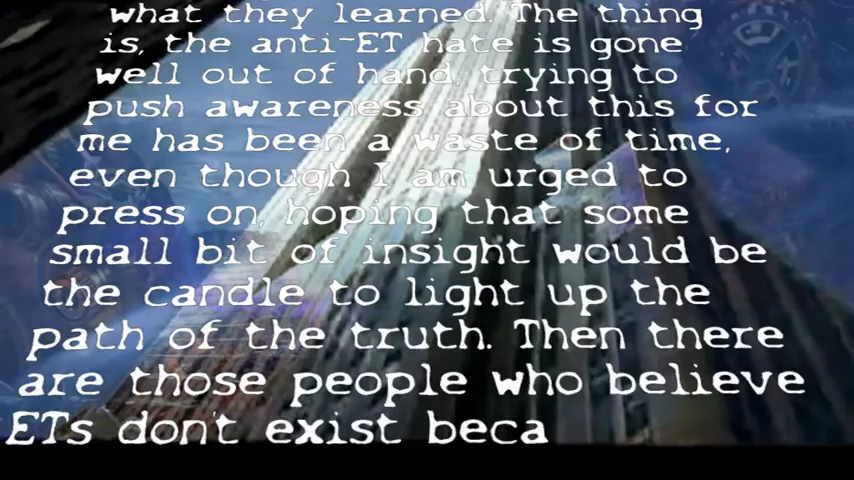 what they learned. The thing
is, the anti-ET hate is gone
well out of hand, trying to
push awareness about this for
me has been a waste of time,
even though I am urged to
press on, hoping that some
small bit of insight would be
the candle to light up the
path of the truth. Then there
are those people who believe
ETs don't exist beca